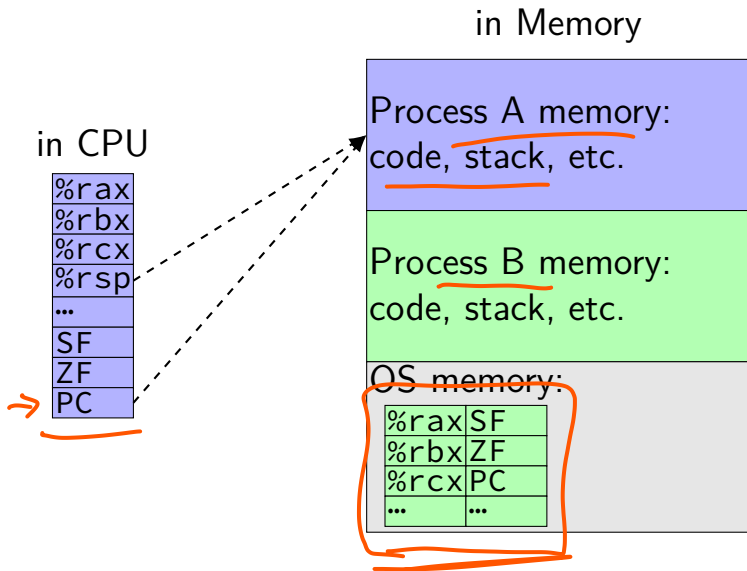 in Memory
in CPU
%rax
%rbx
%rcx
%rsp
…
SF
ZF
PC
Process A memory:
code, stack, etc.
Process B memory:
code, stack, etc.
OS memory:
%rax SF
%rbx ZF
%rcx PC
… …